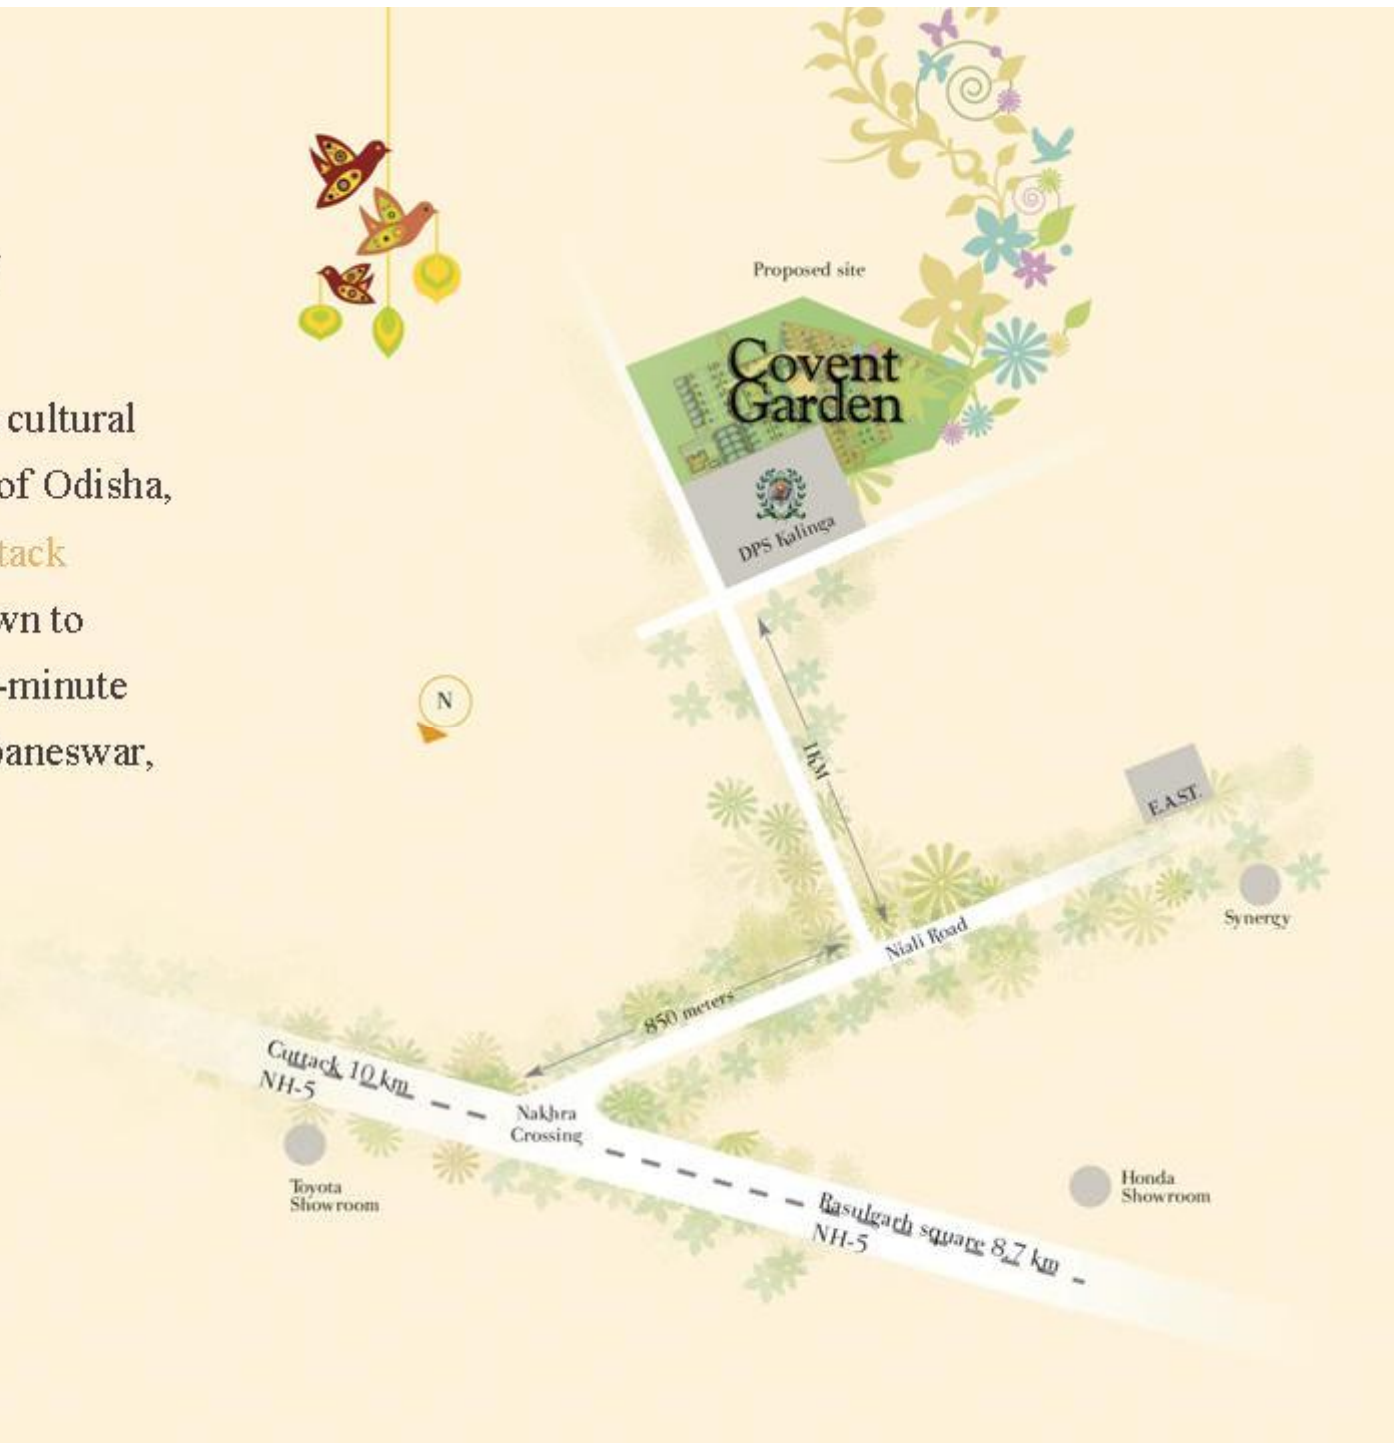 cultural
of Odisha,
tack
wn to
-minute
baneswar,
Proposed site
Covent
Garden
DPS Kalinga
N
1KM
E.A.S.T.
Synergy
Niali Road
850 meters
Cuttack 10 km
NH-5
Nakhra
Crossing
Toyota
Showroom
Honda
Showroom
Rasulgarh square 8.7 km
NH-5